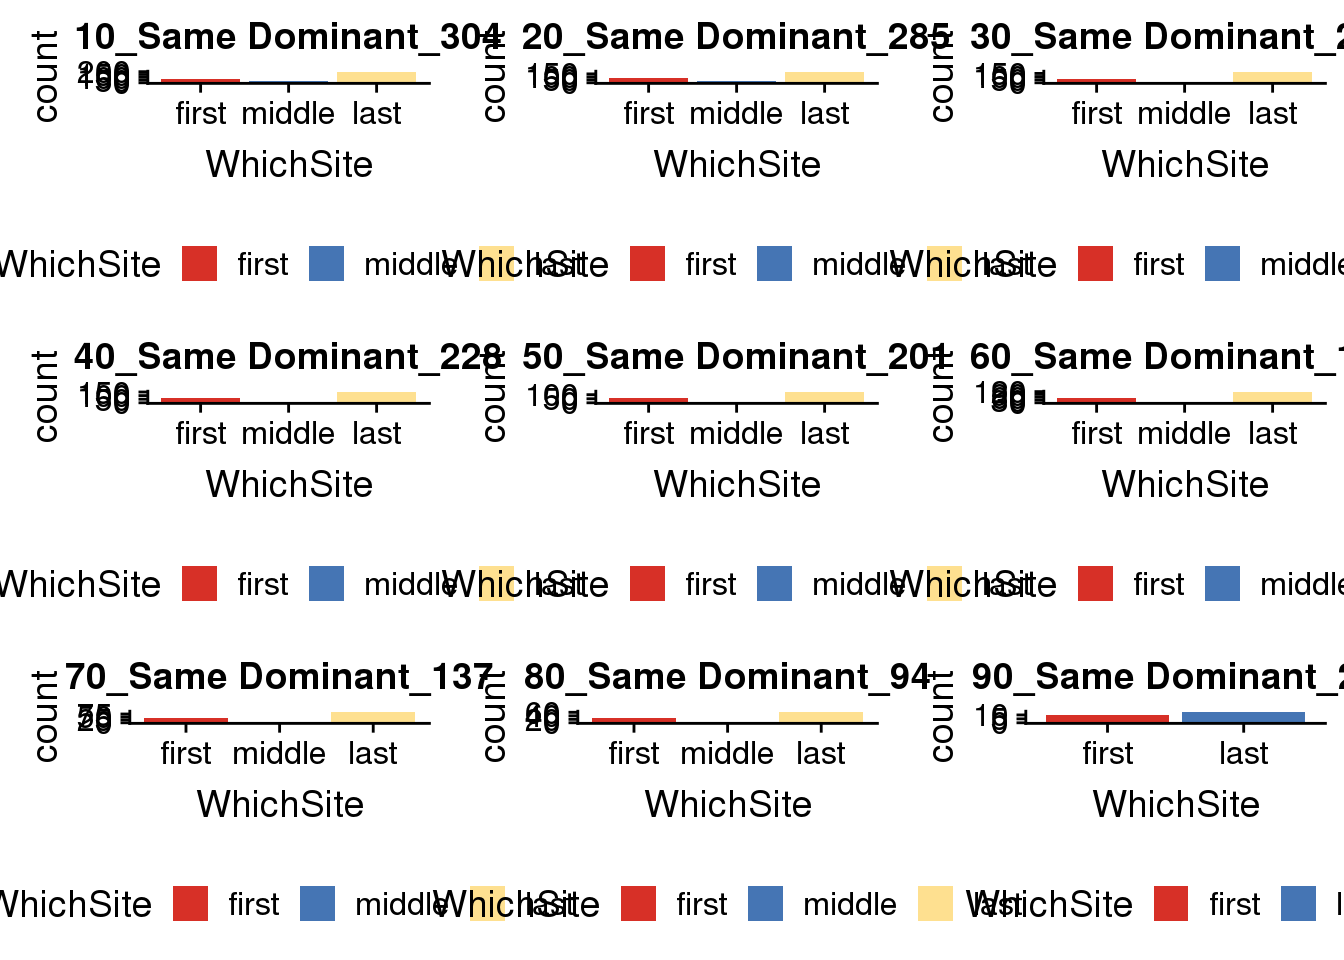 10_Same Dominant_304
20_Same Dominant_285
30_Same Dominant_2
count
count
count
first middle last
first middle last
first middle last
WhichSite
WhichSite
WhichSite
WhichSite first middle last
WhichSite first middle last
WhichSite first middle
40_Same Dominant_228
50_Same Dominant_201
60_Same Dominant_1
count
count
count
first middle last
first middle last
first middle last
WhichSite
WhichSite
WhichSite
WhichSite first middle last
WhichSite first middle last
WhichSite first middle
70_Same Dominant_137
80_Same Dominant_94
90_Same Dominant_2
count
count
count
first middle last
first middle last
first last
WhichSite
WhichSite
WhichSite
WhichSite first middle last
WhichSite first middle last
WhichSite first l